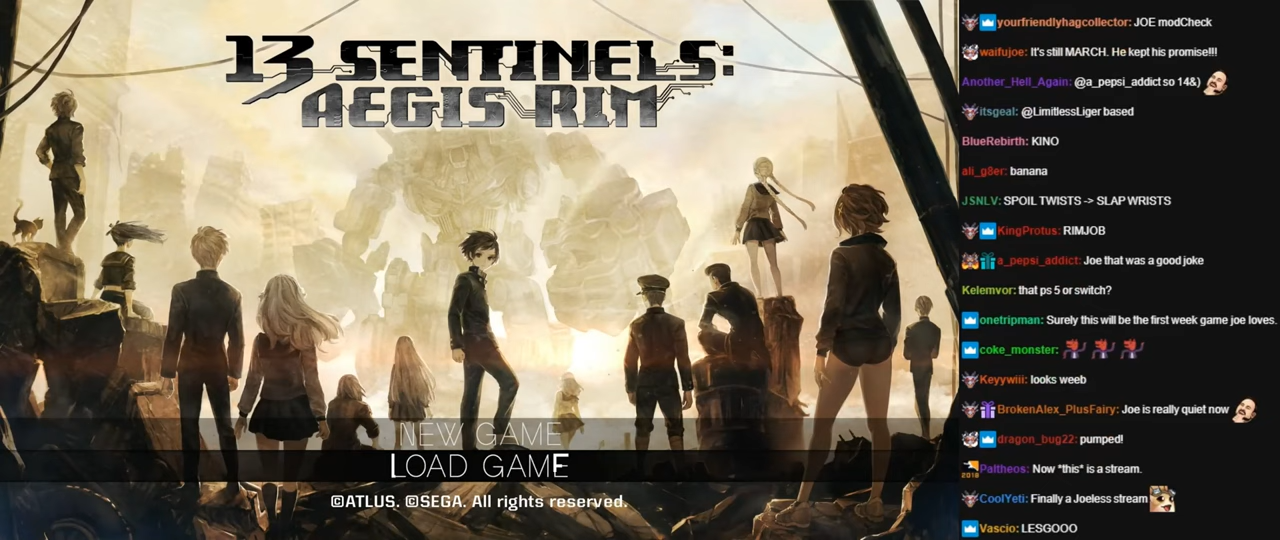 13 SENTINELS:
AEGIS RIM
NEW GAME
LOAD GAME
©ATLUS. ©SEGA. All rights reserved.
yourfriendlyhagcollector: JOE modCheck
waifujoe: It's still MARCH. He kept his promise!!!
Another_Hell_Again: @a_pepsi_addict so 14&)
itsgeal: @LimitlessLiger based
BlueRebirth: KINO
ali_g8er: banana
JSNLV: SPOIL TWISTS -> SLAP WRISTS
KingProtus: RIMJOB
a_pepsi_addict: Joe that was a good joke
Kelemvor: that ps 5 or switch?
onetripman: Surely this will be the first week game joe loves.
coke_monster:
Keyywiii: looks weeb
BrokenAlex_PlusFairy: Joe is really quiet now
dragon_bug22: pumped!
2018 Paltheos: Now *this* is a stream.
CoolYeti: Finally a Joeless stream
Vascio: LESGOOO